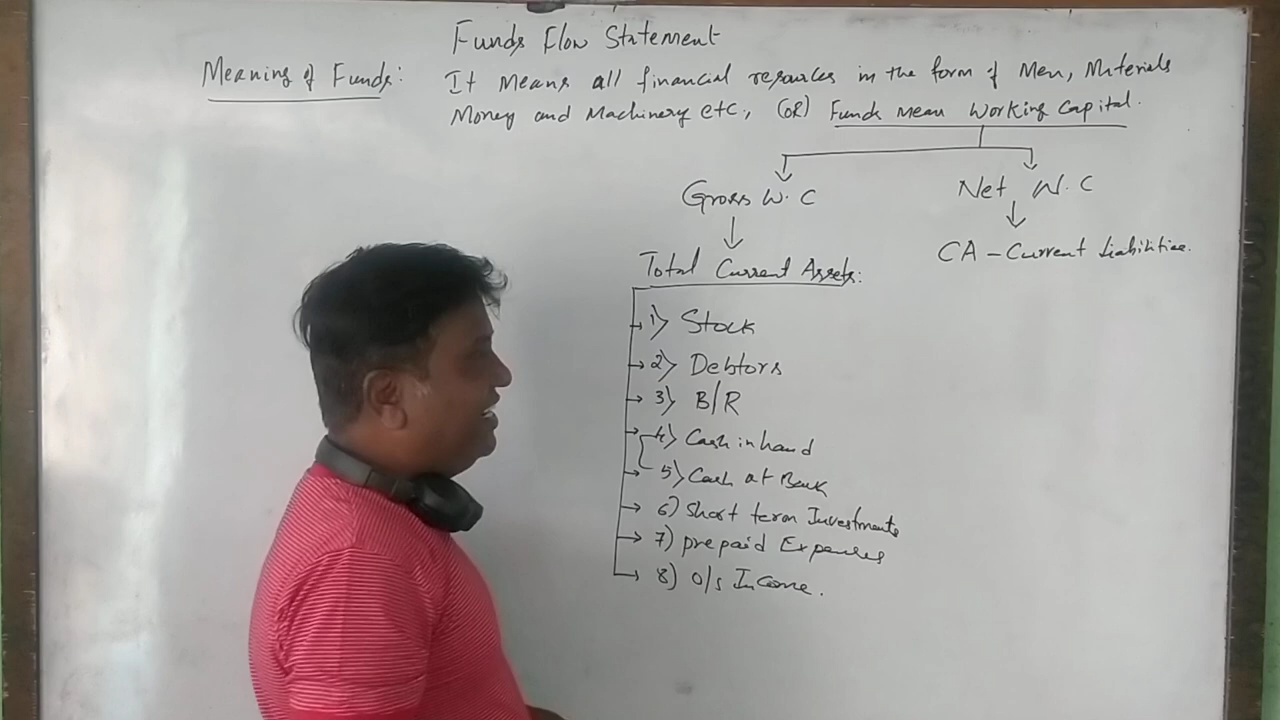 Funds Flow Statement
Meaning of Funds: It Means all financial resources in the form of Men, Materials
Money and Machinery etc., (OR) Funds mean Working Capital.
Gross W.C
Net W.C
Total Current Assets:
CA - Current Liabilities.
1) Stock
2) Debtors
3) B/R
4) Cash in hand
5) Cash at Bank
6) Short term Investments
7) prepaid Expenses
8) O/s Income.